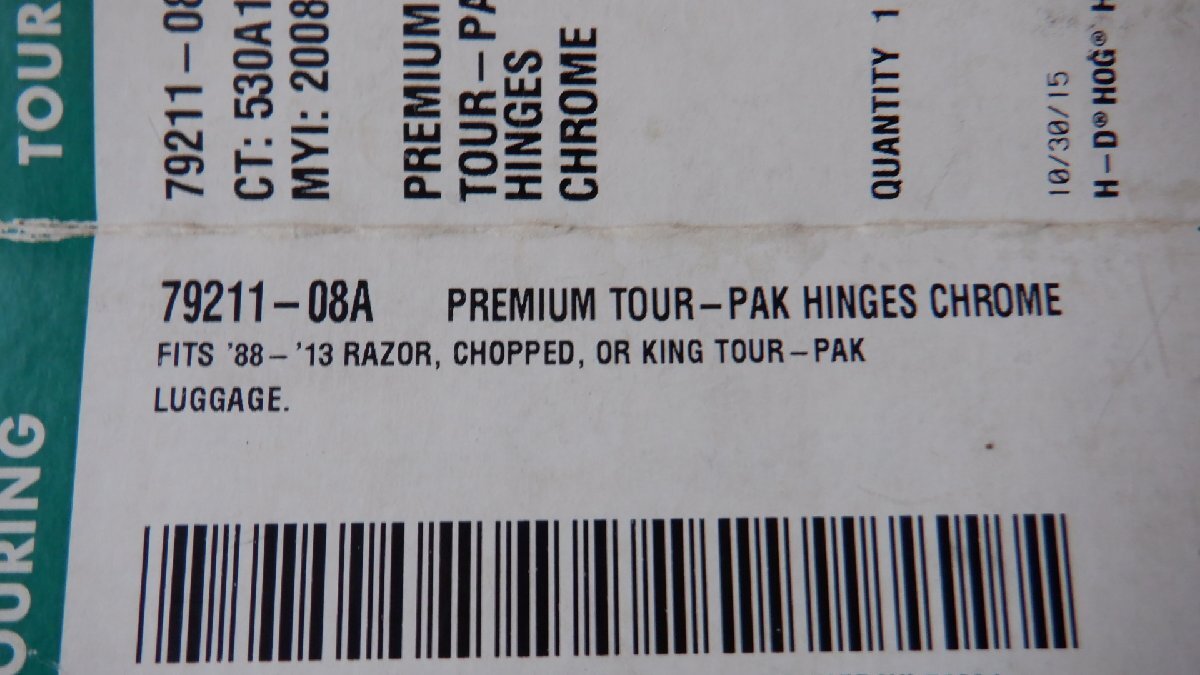 TOUR
79211-08
CT: 530A1
MYI: 2008
PREMIUM
TOUR-PA
HINGES
CHROME
QUANTITY 1
10/30/15
H-D® HOG® H
79211-08A PREMIUM TOUR-PAK HINGES CHROME
FITS '88-'13 RAZOR, CHOPPED, OR KING TOUR-PAK
LUGGAGE.
OURING